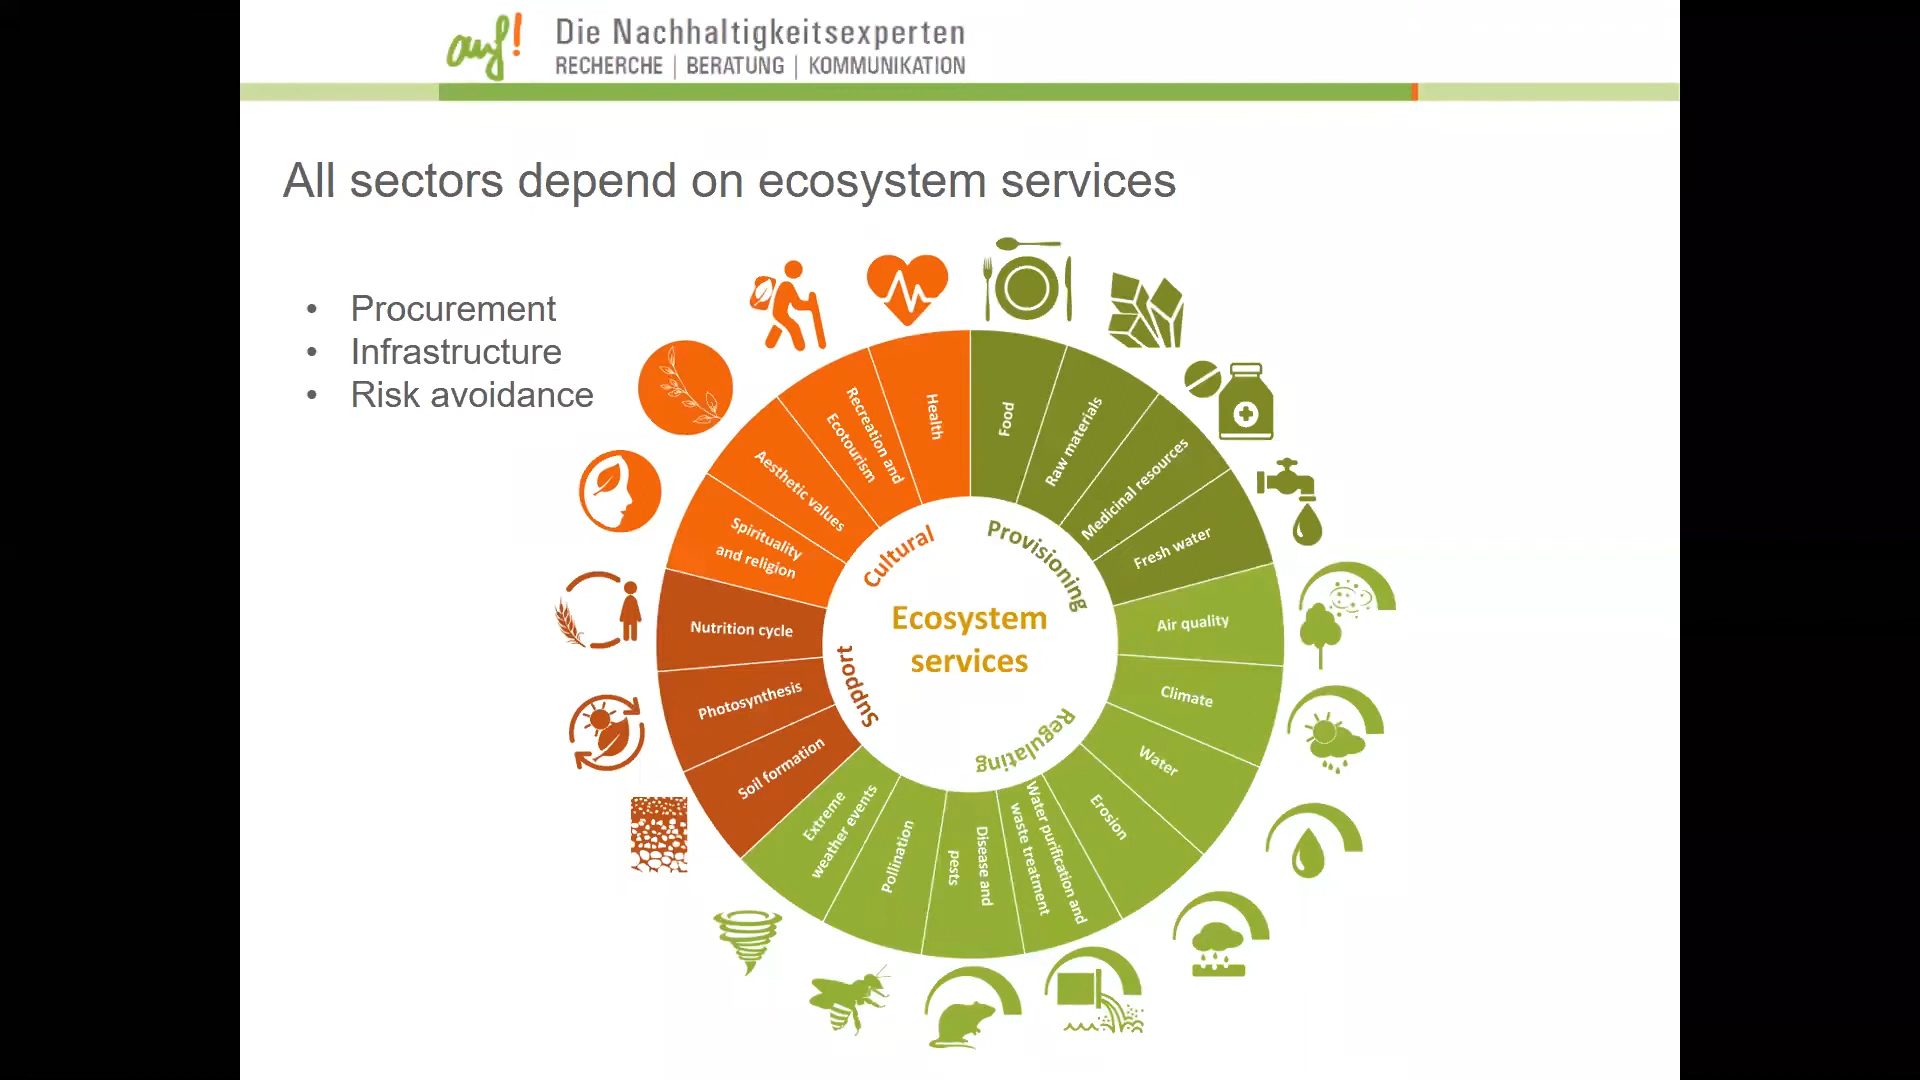 auf!
Die Nachhaltigkeitsexperten
RECHERCHE | BERATUNG | KOMMUNIKATION
All sectors depend on ecosystem services
• Procurement
• Infrastructure
• Risk avoidance
Ecosystem
services
Provisioning
Food
Raw materials
Medicinal resources
Fresh water
Regulating
Air quality
Climate
Water
Erosion
Water purification and
waste treatment
Disease and
pests
Pollination
Extreme
weather events
Support
Soil formation
Photosynthesis
Nutrition cycle
Cultural
Spirituality
and religion
Aesthetic values
Recreation and
Ecotourism
Health